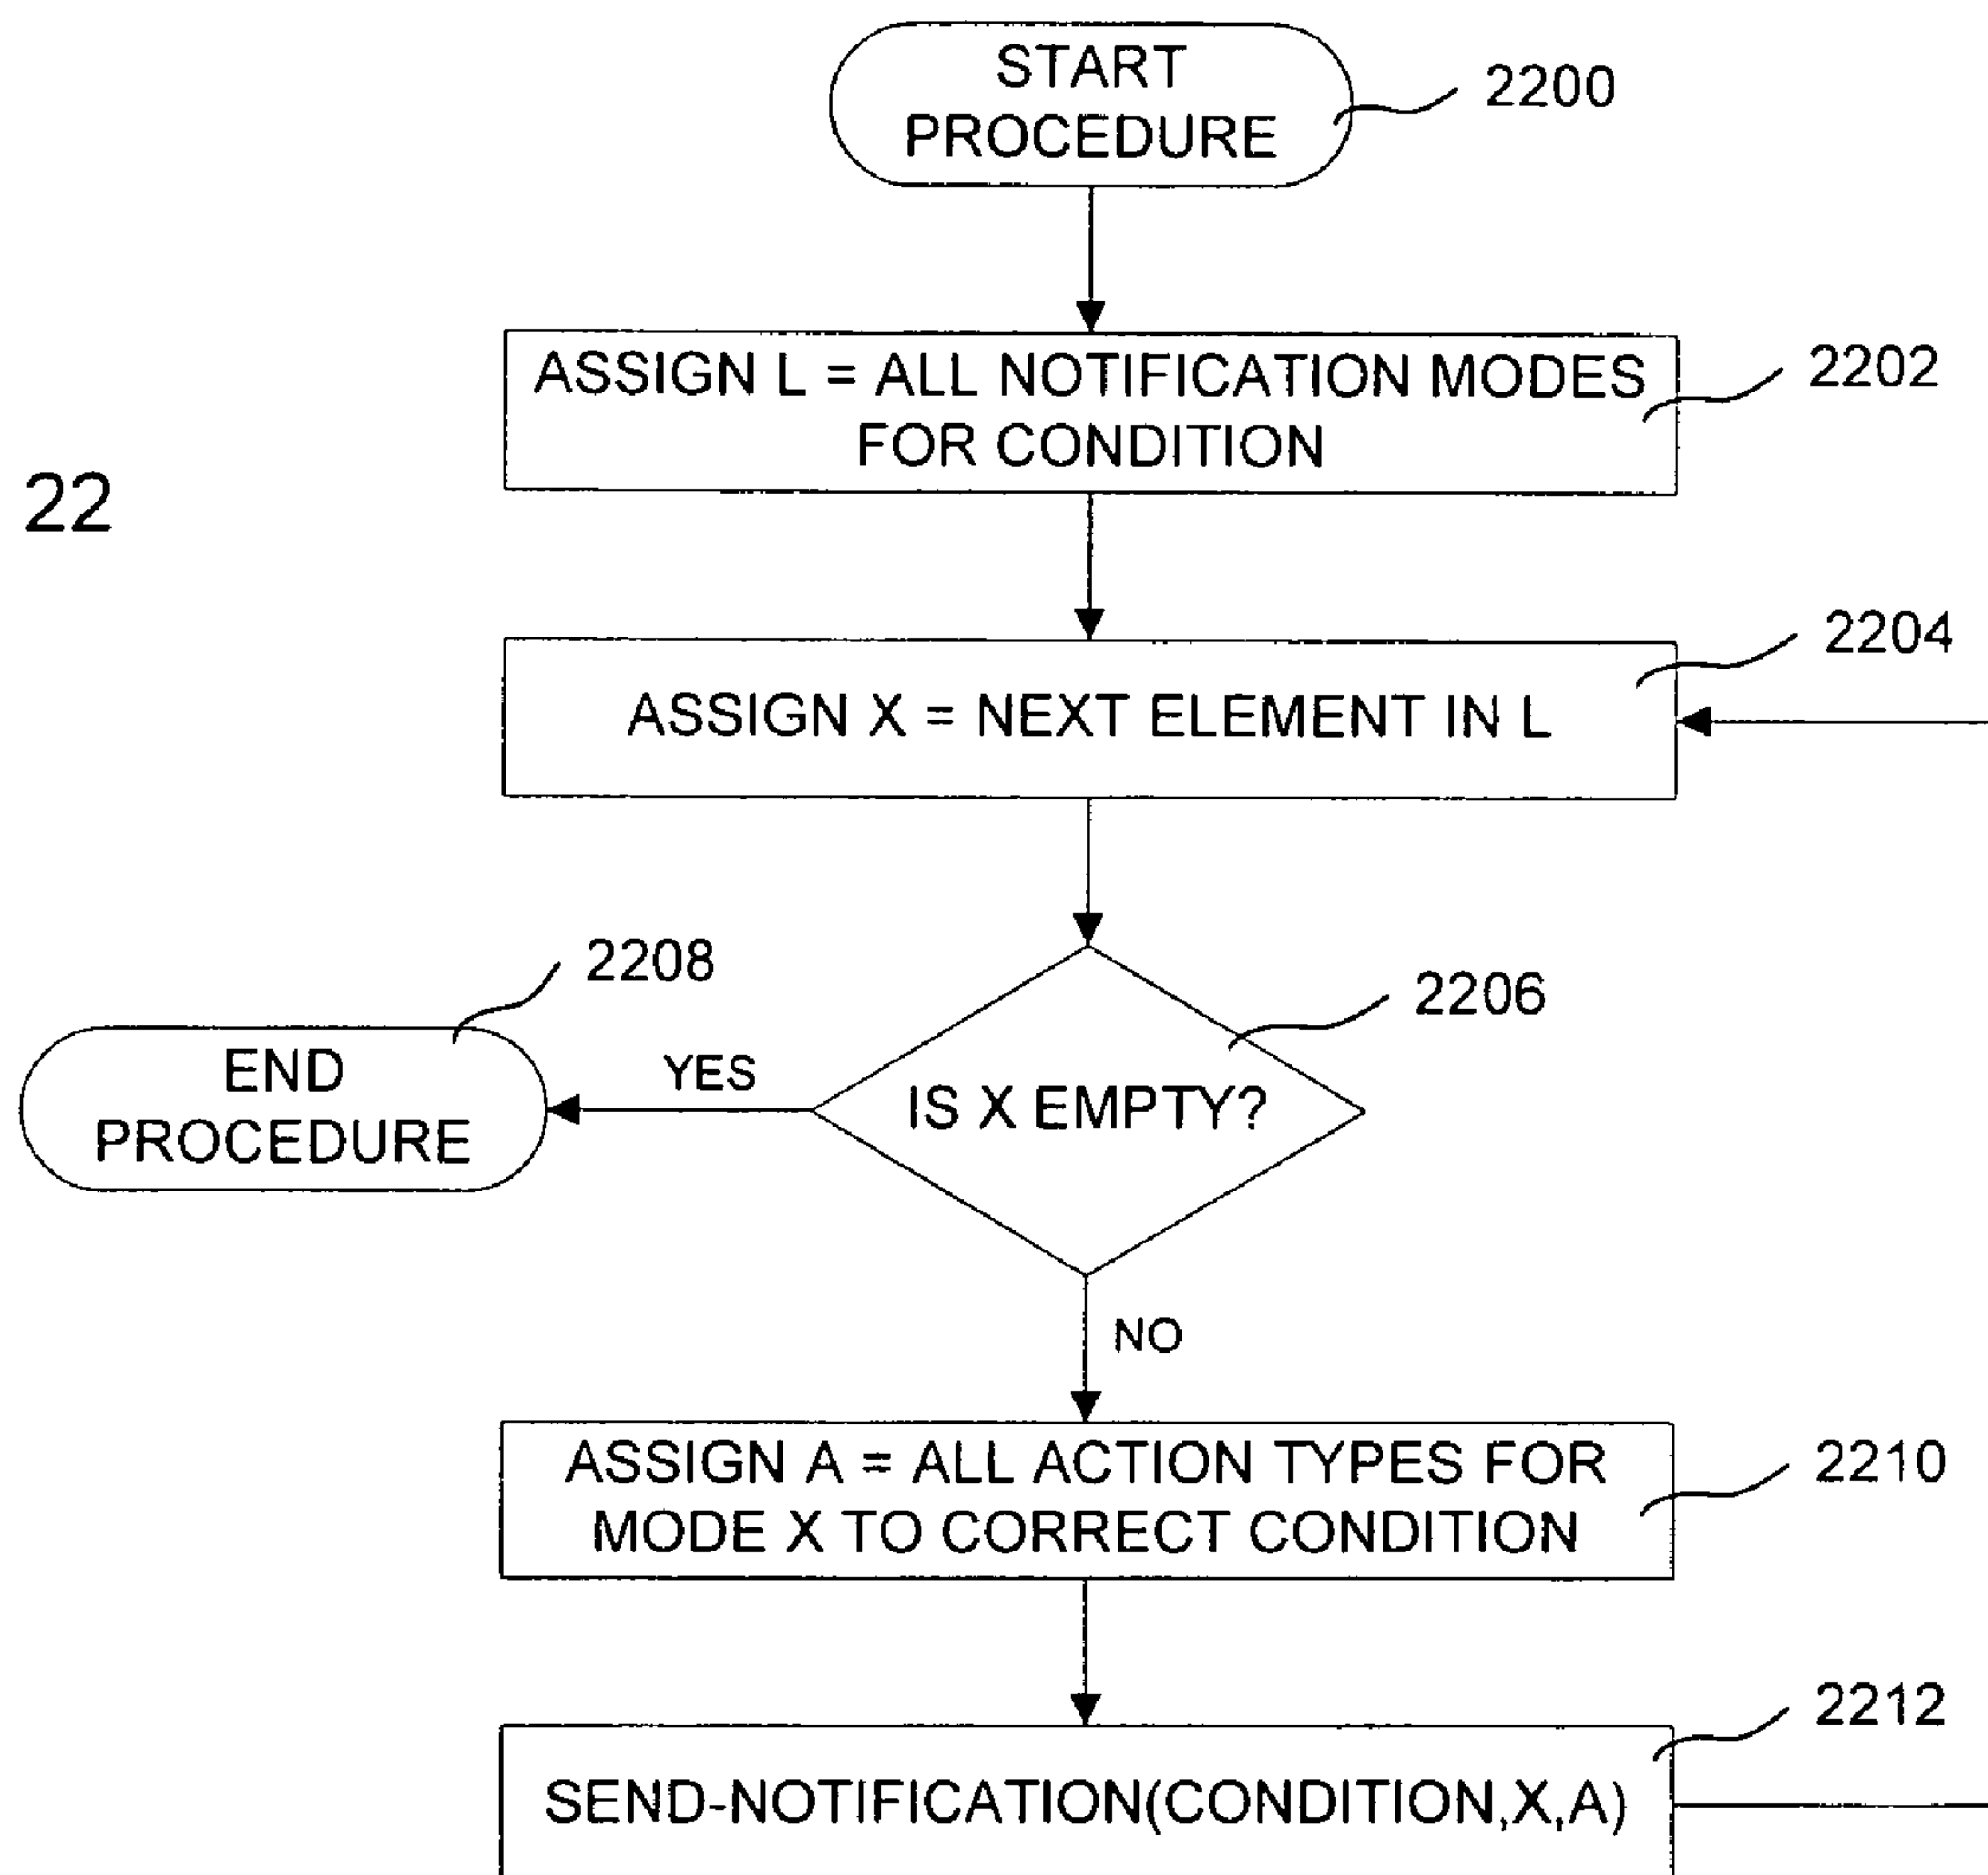 START
PROCEDURE
2200
ASSIGN L = ALL NOTIFICATION MODES
FOR CONDITION
2202
22
ASSIGN X = NEXT ELEMENT IN L
2204
IS X EMPTY?
2206
YES
END
PROCEDURE
2208
NO
ASSIGN A = ALL ACTION TYPES FOR
MODE X TO CORRECT CONDITION
2210
SEND-NOTIFICATION(CONDITION,X,A)
2212